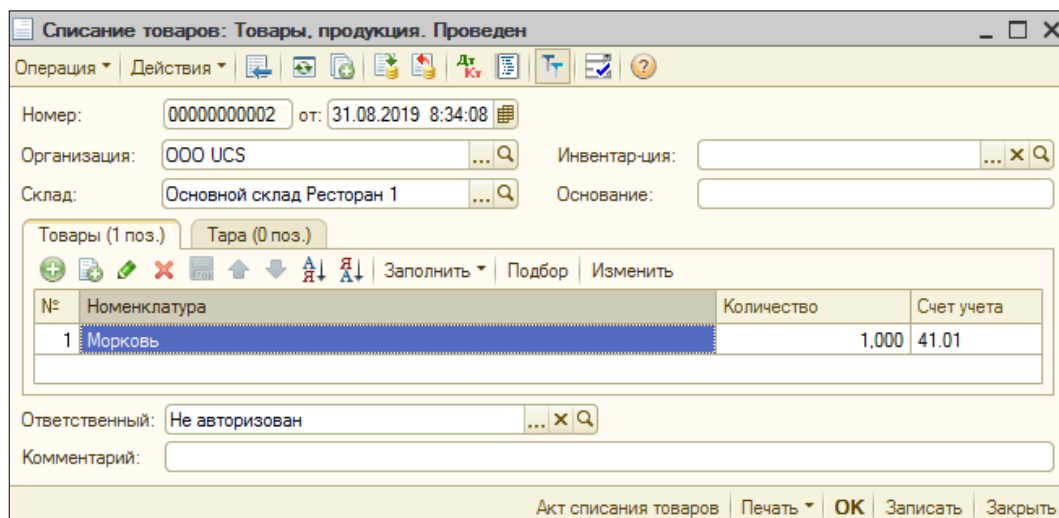 Списание товаров: Товары, продукция. Проведен
Операция Действия Дт Кт Тт ?
Номер: 00000000002 от: 31.08.2019 8:34:08
Организация: ООО UCS ... Инвентар-ция: ...
Склад: Основной склад Ресторан 1 ... Основание:
Товары (1 поз.) Тара (0 поз.)
Заполнить Подбор Изменить
№ Номенклатура Количество Счет учета
1 Морковь 1,000 41.01
Ответственный: Не авторизован ...
Комментарий:
Акт списания товаров Печать OK Записать Закрыть